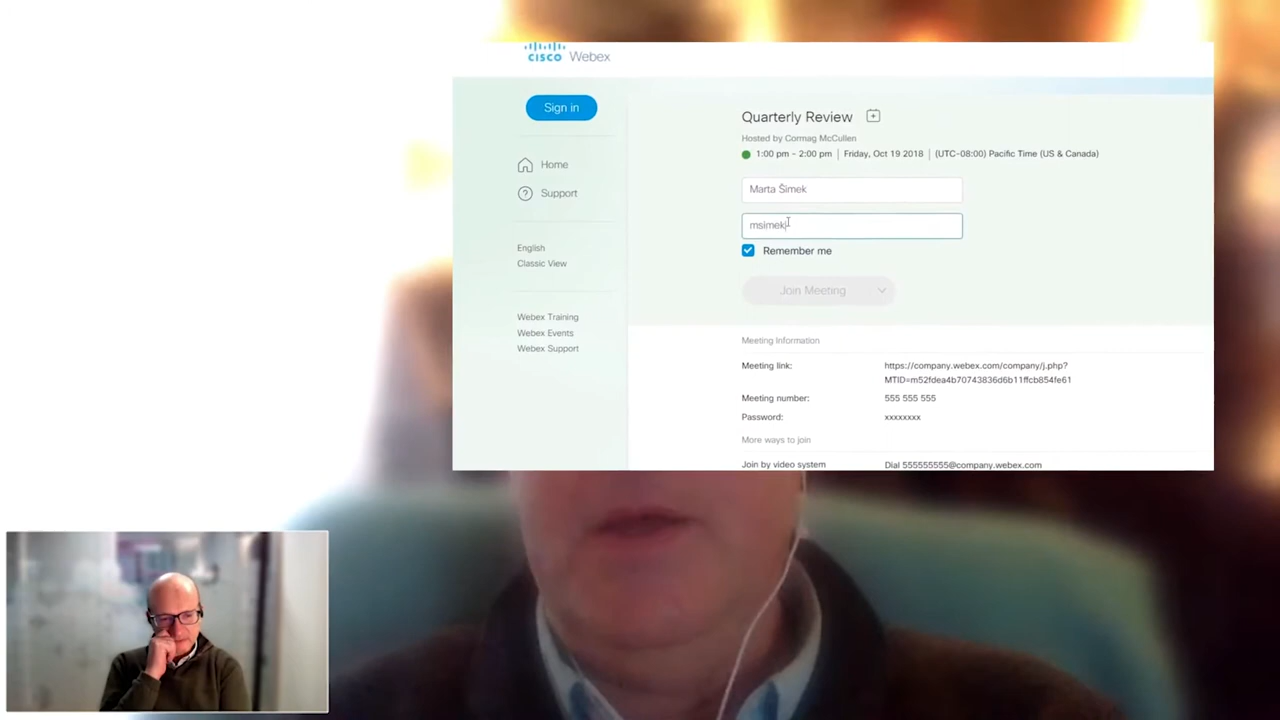 CISCO Webex
Sign in
Home
Support
English
Classic View
Webex Training
Webex Events
Webex Support
Quarterly Review
Hosted by Cormag McCullen
1:00 pm - 2:00 pm | Friday, Oct 19 2018 | (UTC-08:00) Pacific Time (US & Canada)
Marta Šimek
msimek
Remember me
Join Meeting
Meeting Information
Meeting link: https://company.webex.com/company/j.php?
MTID=m52fdea4b70743836d6b11ffcb854fe61
Meeting number: 555 555 555
Password: xxxxxxxx
More ways to join
Join by video system Dial 555555555@company.webex.com